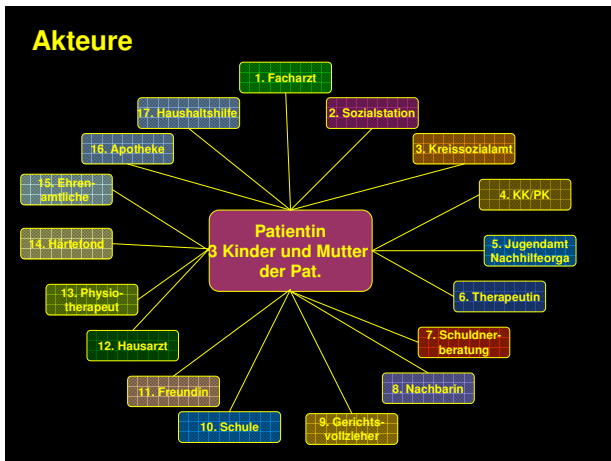 Akteure
1. Facharzt
2. Sozialstation
3. Kreissozialamt
4. KK/PK
5. Jugendamt
Nachhilfeorga
6. Therapeutin
7. Schuldner-
beratung
8. Nachbarin
9. Gerichts-
vollzieher
10. Schule
11. Freundin
12. Hausarzt
13. Physio-
therapeut
14. Härtefond
15. Ehren-
amtliche
16. Apotheke
17. Haushaltshilfe
Patientin
3 Kinder und Mutter
der Pat.